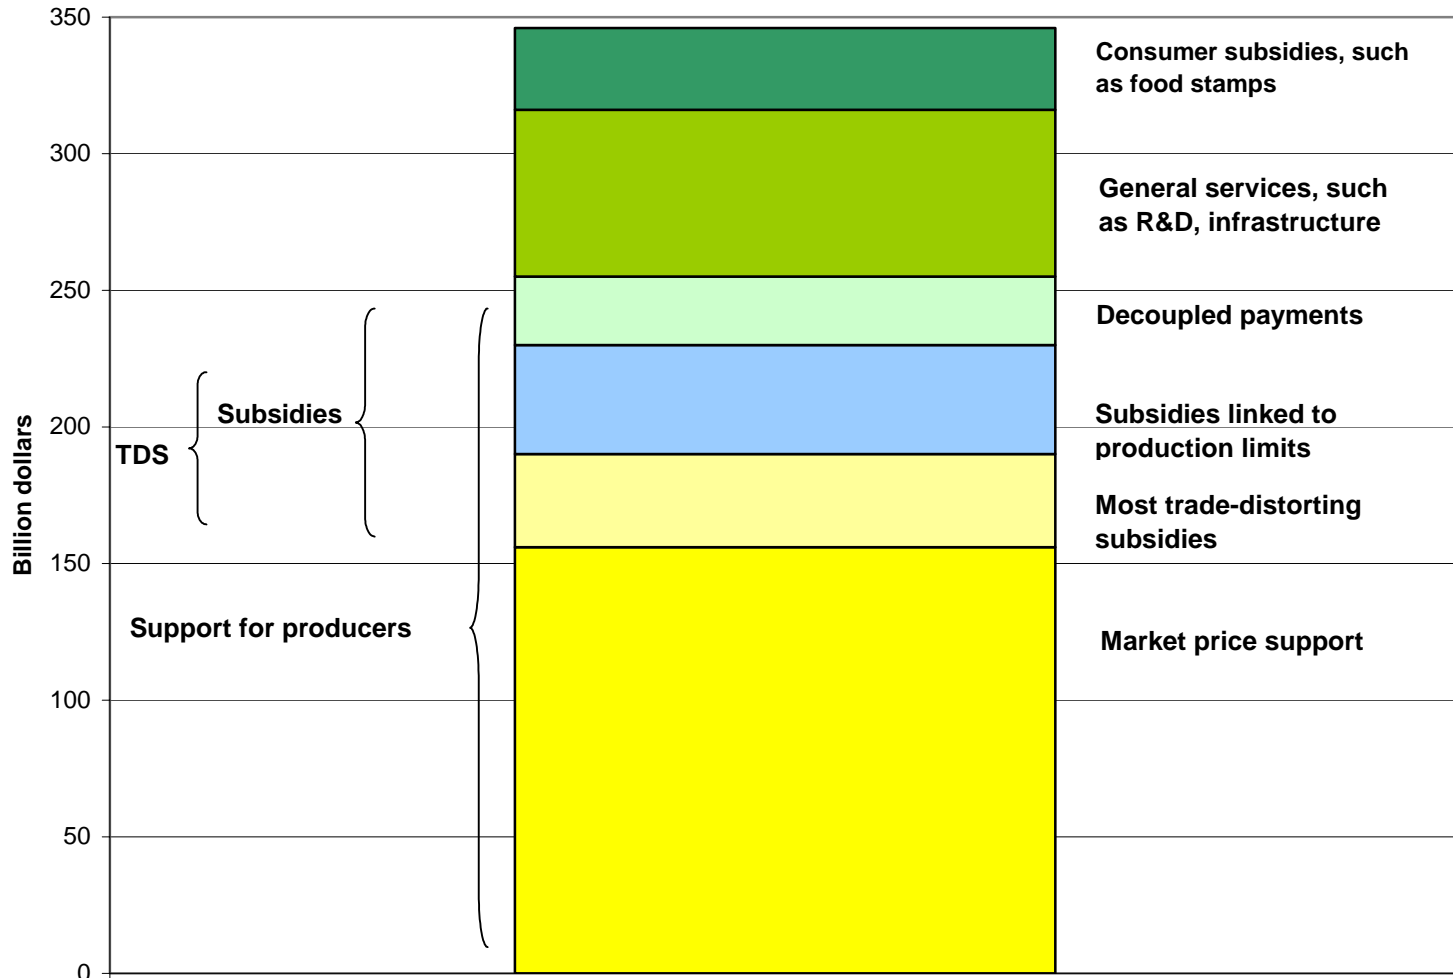 350
300
250
200
150
100
50
0
Billion dollars
TDS
Subsidies
Support for producers
Consumer subsidies, such
as food stamps
General services, such
as R&D, infrastructure
Decoupled payments
Subsidies linked to
production limits
Most trade-distorting
subsidies
Market price support